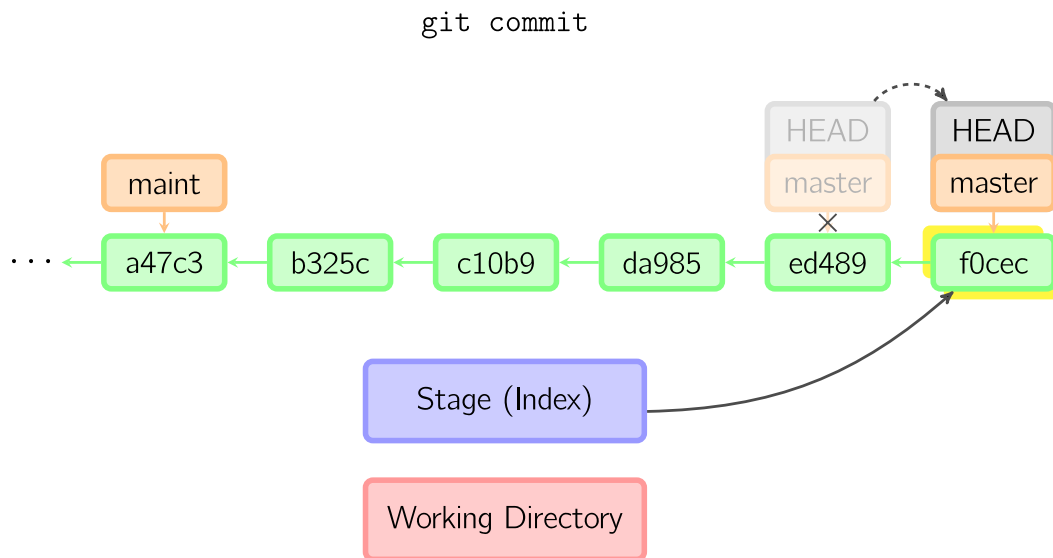 git commit
HEAD HEAD
maint master master
... a47c3 b325c c10b9 da985 ed489 f0cec
Stage (Index)
Working Directory